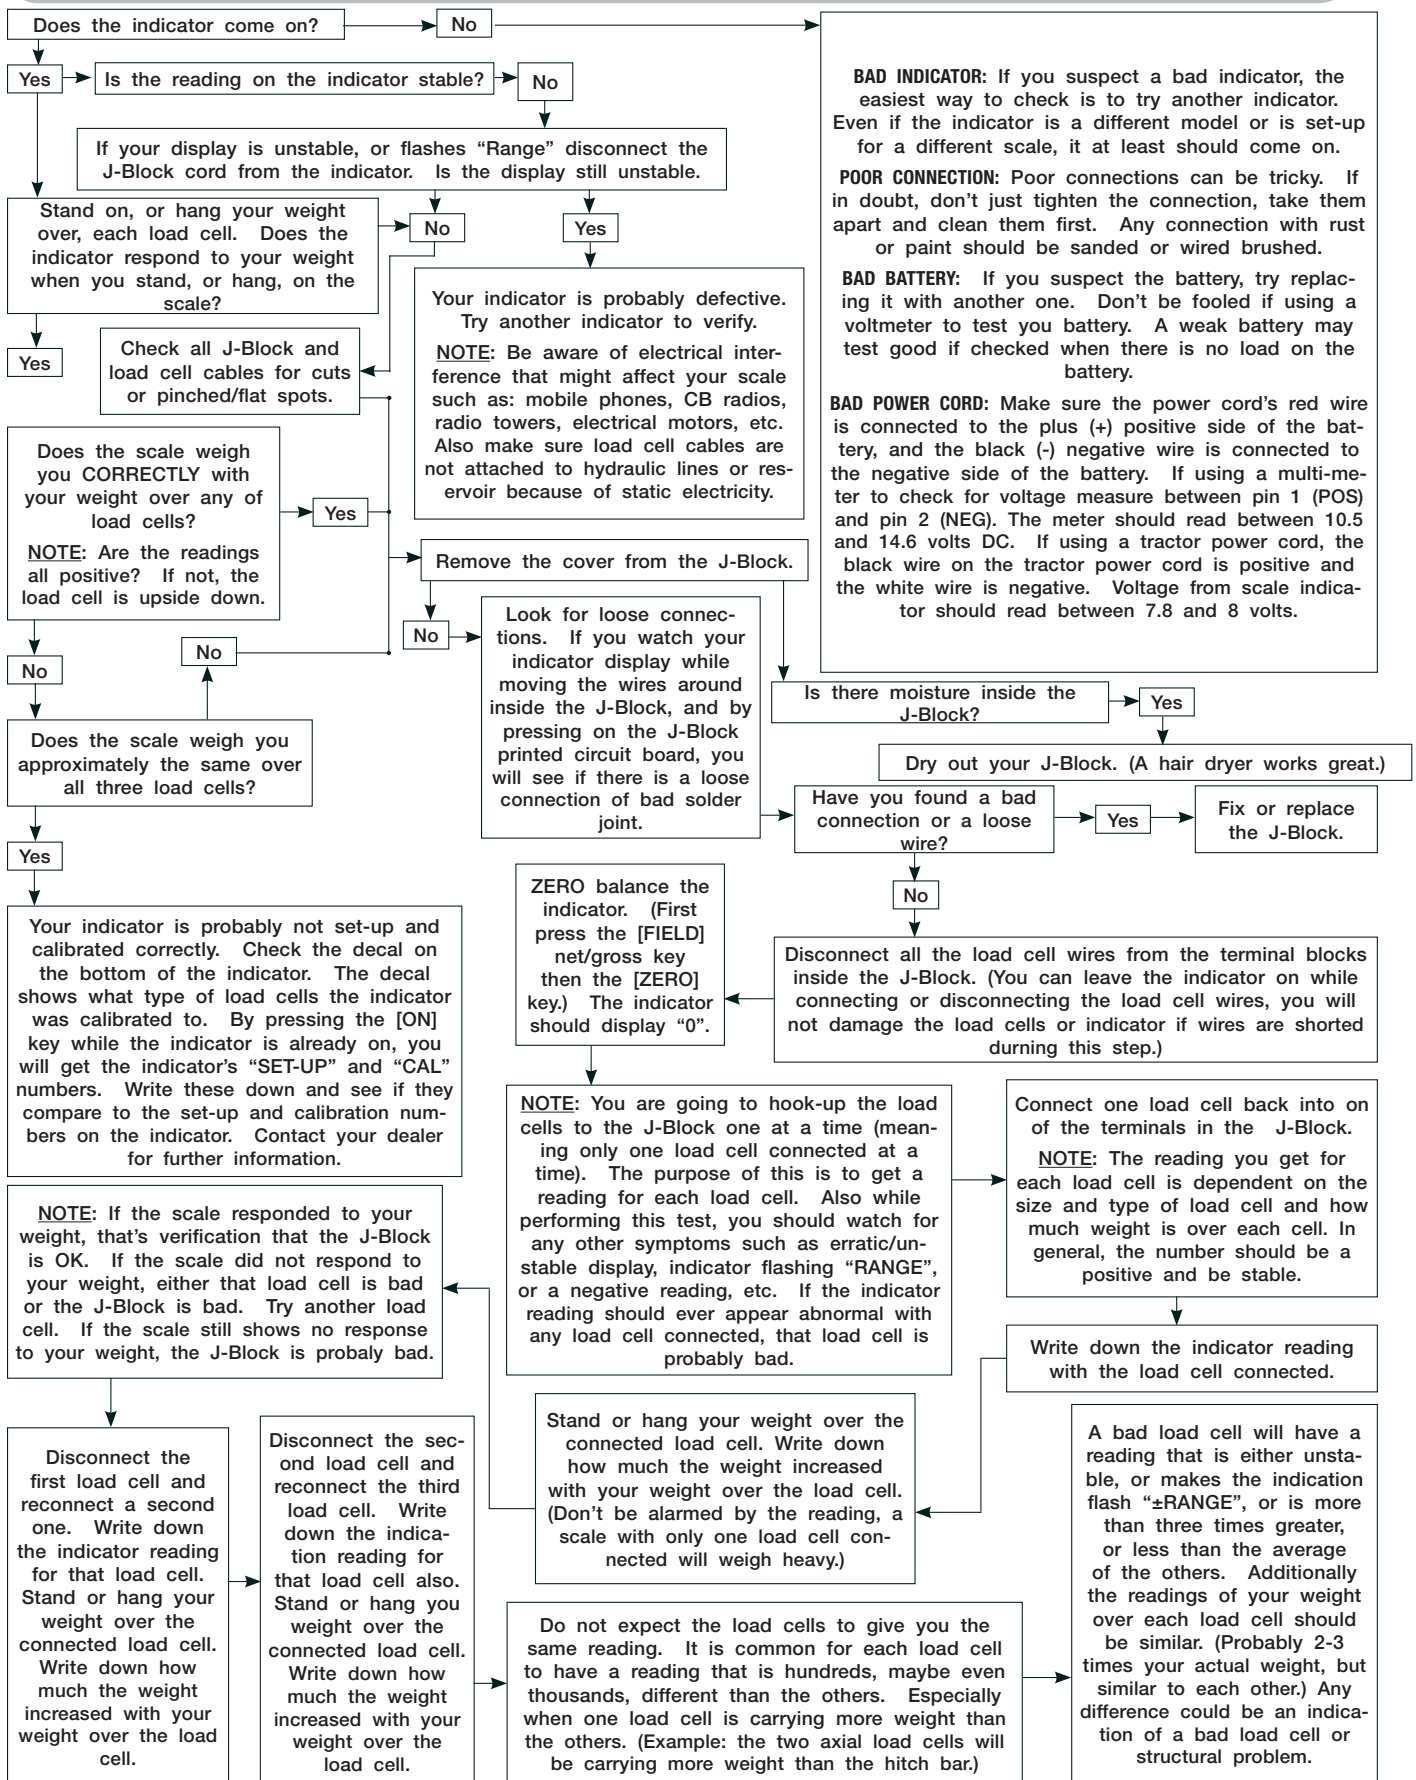 Does the indicator come on?
No
Yes
Is the reading on the indicator stable?
No
If your display is unstable, or flashes “Range” disconnect the
J-Block cord from the indicator. Is the display still unstable.
No
Yes
Stand on, or hang your weight
over, each load cell. Does the
indicator respond to your weight
when you stand, or hang, on the
scale?
Yes
Check all J-Block and
load cell cables for cuts
or pinched/flat spots.
Your indicator is probably defective.
Try another indicator to verify.
NOTE: Be aware of electrical inter-
ference that might affect your scale
such as: mobile phones, CB radios,
radio towers, electrical motors, etc.
Also make sure load cell cables are
not attached to hydraulic lines or res-
ervoir because of static electricity.
BAD INDICATOR: If you suspect a bad indicator, the
easiest way to check is to try another indicator.
Even if the indicator is a different model or is set-up
for a different scale, it at least should come on.
POOR CONNECTION: Poor connections can be tricky. If
in doubt, don’t just tighten the connection, take them
apart and clean them first. Any connection with rust
or paint should be sanded or wired brushed.
BAD BATTERY: If you suspect the battery, try replac-
ing it with another one. Don’t be fooled if using a
voltmeter to test you battery. A weak battery may
test good if checked when there is no load on the
battery.
BAD POWER CORD: Make sure the power cord’s red wire
is connected to the plus (+) positive side of the bat-
tery, and the black (-) negative wire is connected to
the negative side of the battery. If using a multi-me-
ter to check for voltage measure between pin 1 (POS)
and pin 2 (NEG). The meter should read between 10.5
and 14.6 volts DC. If using a tractor power cord, the
black wire on the tractor power cord is positive and
the white wire is negative. Voltage from scale indica-
tor should read between 7.8 and 8 volts.
Does the scale weigh
you CORRECTLY with
your weight over any of
load cells?
NOTE: Are the readings
all positive? If not, the
load cell is upside down.
Yes
No
No
Does the scale weigh you
approximately the same over
all three load cells?
Yes
Remove the cover from the J-Block.
No
Look for loose connec-
tions. If you watch your
indicator display while
moving the wires around
inside the J-Block, and by
pressing on the J-Block
printed circuit board, you
will see if there is a loose
connection of bad solder
joint.
Is there moisture inside the
J-Block?
Yes
Dry out your J-Block. (A hair dryer works great.)
Have you found a bad
connection or a loose
wire?
Yes
Fix or replace
the J-Block.
No
Your indicator is probably not set-up and
calibrated correctly. Check the decal on
the bottom of the indicator. The decal
shows what type of load cells the indicator
was calibrated to. By pressing the [ON]
key while the indicator is already on, you
will get the indicator’s “SET-UP” and “CAL”
numbers. Write these down and see if they
compare to the set-up and calibration num-
bers on the indicator. Contact your dealer
for further information.
ZERO balance the
indicator. (First
press the [FIELD]
net/gross key
then the [ZERO]
key.) The indicator
should display “0”.
Disconnect all the load cell wires from the terminal blocks
inside the J-Block. (You can leave the indicator on while
connecting or disconnecting the load cell wires, you will
not damage the load cells or indicator if wires are shorted
durning this step.)
NOTE: You are going to hook-up the load
cells to the J-Block one at a time (mean-
ing only one load cell connected at a
time). The purpose of this is to get a
reading for each load cell. Also while
performing this test, you should watch for
any other symptoms such as erratic/un-
stable display, indicator flashing “RANGE”,
or a negative reading, etc. If the indicator
reading should ever appear abnormal with
any load cell connected, that load cell is
probably bad.
Connect one load cell back into on
of the terminals in the J-Block.
NOTE: The reading you get for
each load cell is dependent on the
size and type of load cell and how
much weight is over each cell. In
general, the number should be a
positive and be stable.
Write down the indicator reading
with the load cell connected.
NOTE: If the scale responded to your
weight, that’s verification that the J-Block
is OK. If the scale did not respond to
your weight, either that load cell is bad
or the J-Block is bad. Try another load
cell. If the scale still shows no response
to your weight, the J-Block is probaly bad.
Stand or hang your weight over the
connected load cell. Write down
how much the weight increased
with your weight over the load cell.
(Don’t be alarmed by the reading, a
scale with only one load cell con-
nected will weigh heavy.)
Disconnect the
first load cell and
reconnect a second
one. Write down
the indicator reading
for that load cell.
Stand or hang your
weight over the
connected load cell.
Write down how
much the weight
increased with your
weight over the load
cell.
Disconnect the sec-
ond load cell and
reconnect the third
load cell. Write
down the indica-
tion reading for
that load cell also.
Stand or hang you
weight over the
connected load cell.
Write down how
much the weight
increased with your
weight over the
load cell.
Do not expect the load cells to give you the
same reading. It is common for each load cell
to have a reading that is hundreds, maybe even
thousands, different than the others. Especially
when one load cell is carrying more weight than
the others. (Example: the two axial load cells will
be carrying more weight than the hitch bar.)
A bad load cell will have a
reading that is either unsta-
ble, or makes the indication
flash “±RANGE”, or is more
than three times greater,
or less than the average
of the others. Additionally
the readings of your weight
over each load cell should
be similar. (Probably 2-3
times your actual weight, but
similar to each other.) Any
difference could be an indica-
tion of a bad load cell or
structural problem.